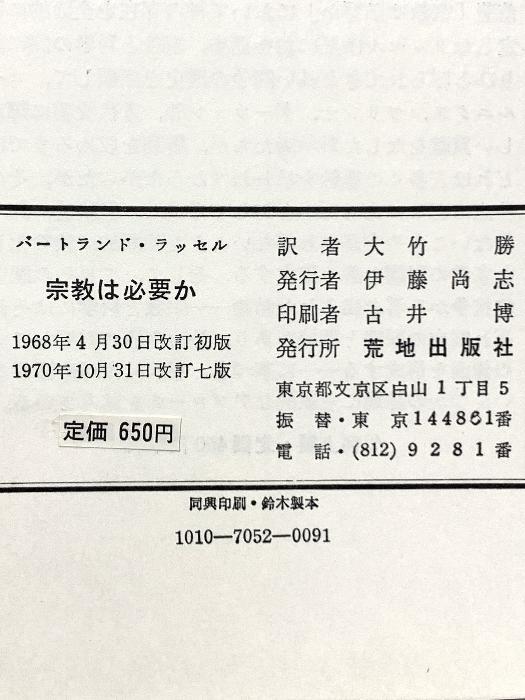 バートランド・ラッセル
宗教は必要か
1968年4月30日改訂初版
1970年10月31日改訂七版
定価 650円
訳者 大竹 勝
発行者 伊藤尚志
印刷者 古井 博
発行所 荒地出版社
東京都文京区白山1丁目5
振替・東京144861番
電話・(812)9281番
同興印刷・鈴木製本
1010—7052—0091